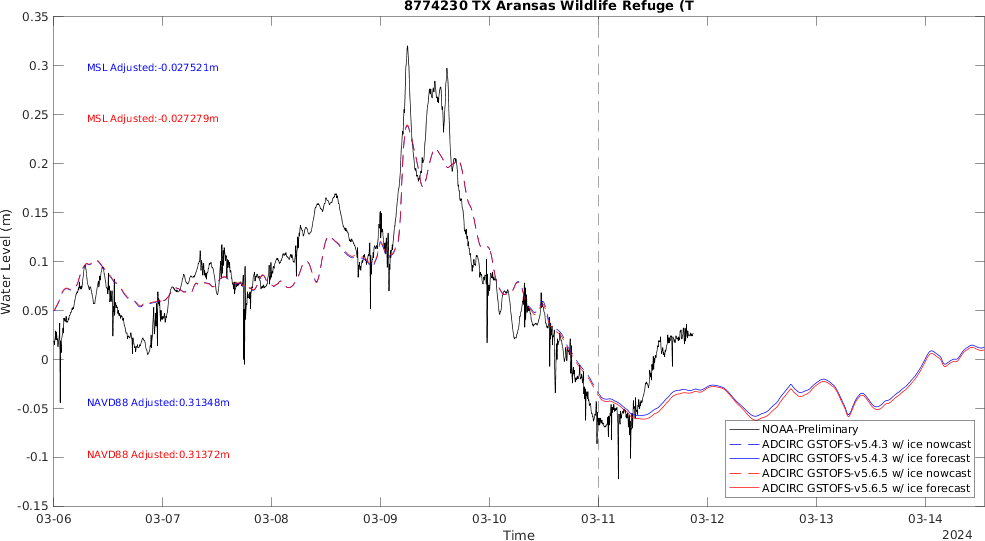 8774230 TX Aransas Wildlife Refuge (T
0.35
0.3
0.25
0.2
0.15
0.1
0.05
0
-0.05
-0.1
-0.15
Water Level (m)
MSL Adjusted:-0.027521m
MSL Adjusted:-0.027279m
NAVD88 Adjusted:0.31348m
NAVD88 Adjusted:0.31372m
NOAA-Preliminary
ADCIRC GSTOFS-v5.4.3 w/ ice nowcast
ADCIRC GSTOFS-v5.4.3 w/ ice forecast
ADCIRC GSTOFS-v5.6.5 w/ ice nowcast
ADCIRC GSTOFS-v5.6.5 w/ ice forecast
03-06 03-07 03-08 03-09 03-10 03-11 03-12 03-13 03-14
Time
2024